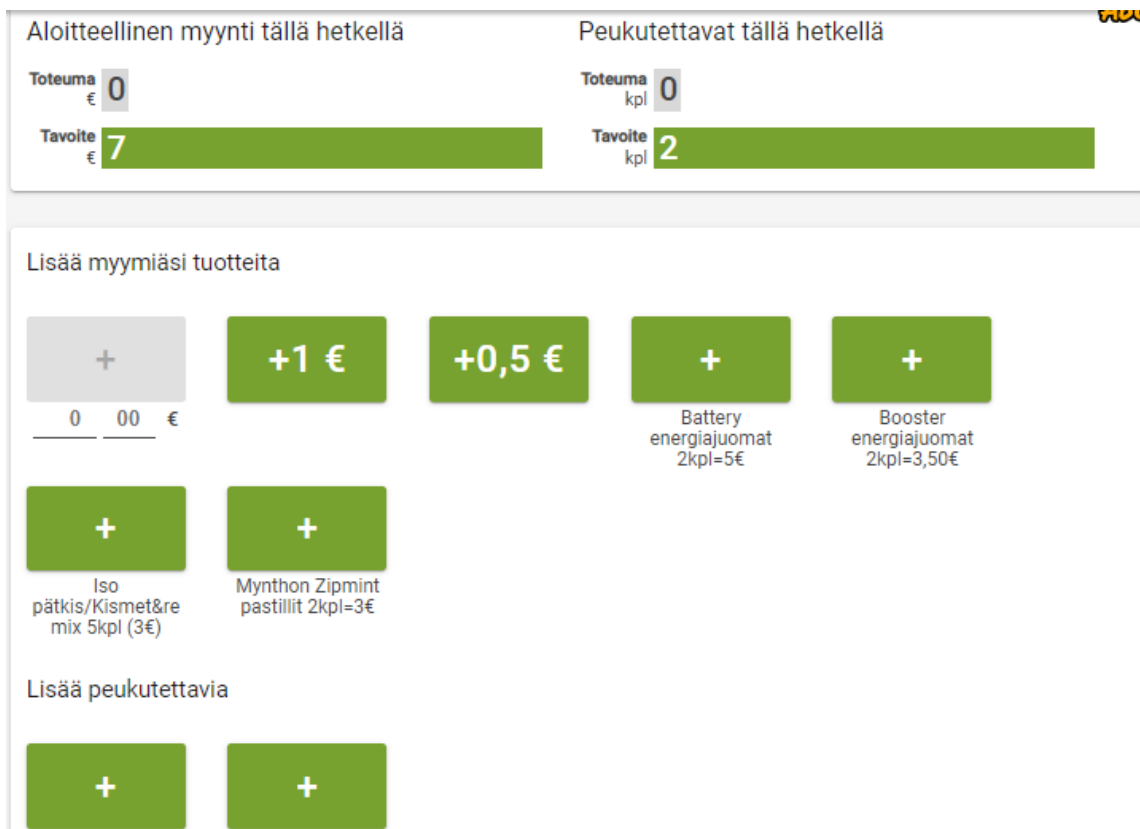 Aloitteellinen myynti tällä hetkellä
Peukutettavat tällä hetkellä
Toteuma
€
0
Toteuma
kpl
0
Tavoite
€
7
Tavoite
kpl
2
Lisää myymiäsi tuotteita
+
+1 €
+0,5 €
+
+
0 00 €
Battery
energiajuomat
2kpl=5€
Booster
energiajuomat
2kpl=3,50€
+
+
Iso
pätkis/Kismet&re
mix 5kpl (3€)
Mynthon Zipmint
pastillit 2kpl=3€
Lisää peukutettavia
+
+